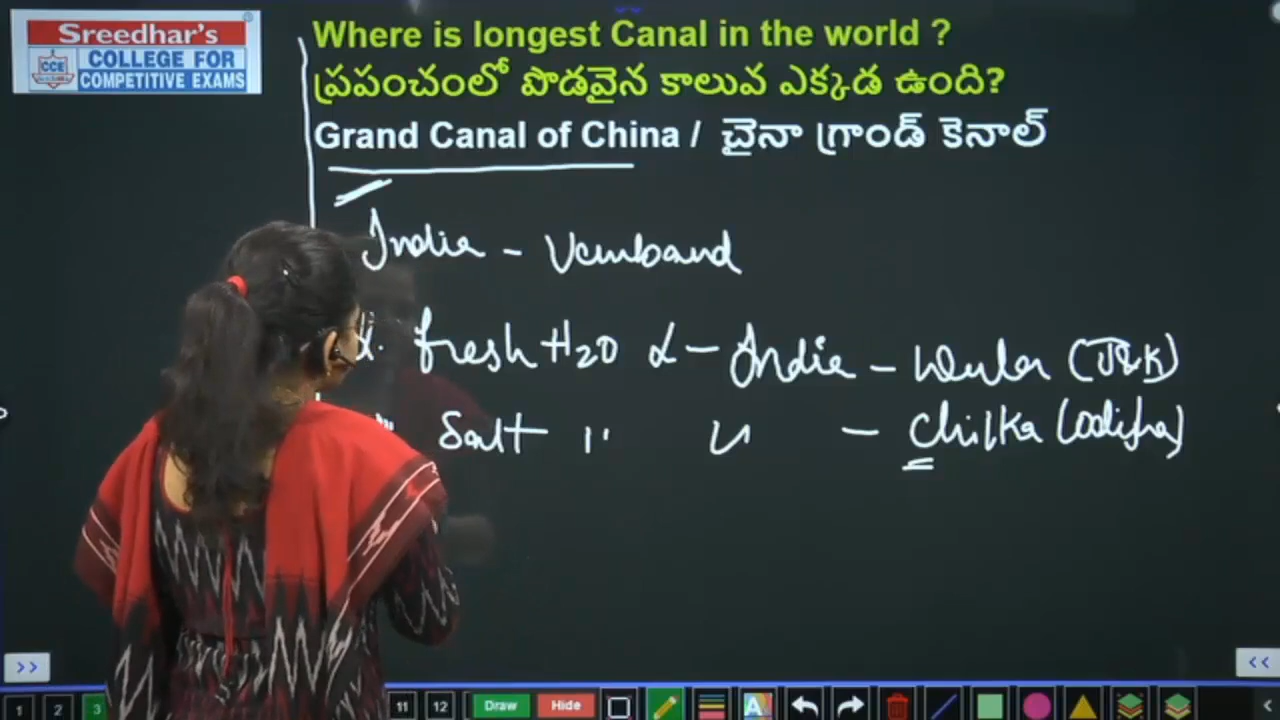 Sreedhar's
CCE
COLLEGE FOR
COMPETITIVE EXAMS
Where is longest Canal in the world ?
ప్రపంచంలో పొడవైన కాలువ ఎక్కడ ఉంది?
Grand Canal of China / చైనా గ్రాండ్ కెనాల్
India - Vemband
fresh H2O L - India - Wular (J&K)
Salt " " - Chilka (Odisha)
>>
<<
1 2 3 11 12 Draw Hide A <